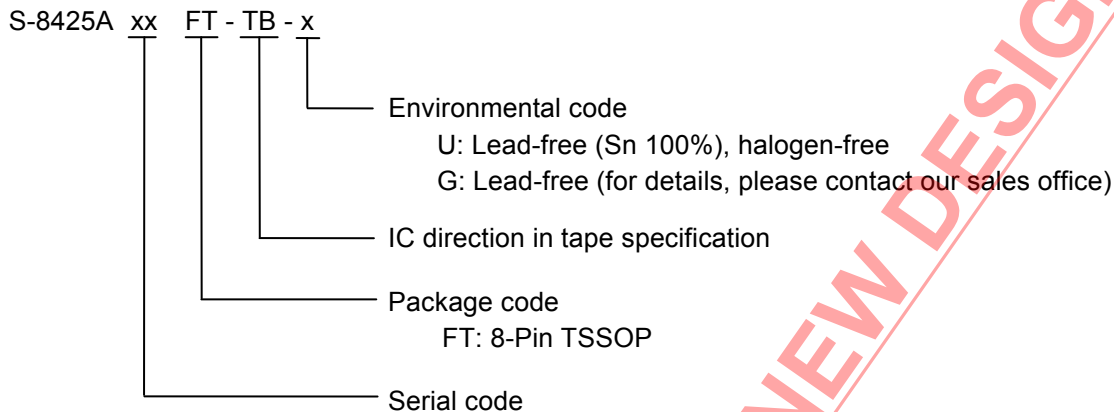 S-8425A xx FT - TB - x
Environmental code
U: Lead-free (Sn 100%), halogen-free
G: Lead-free (for details, please contact our sales office)
IC direction in tape specification
Package code
FT: 8-Pin TSSOP
Serial code
NEW DESIG